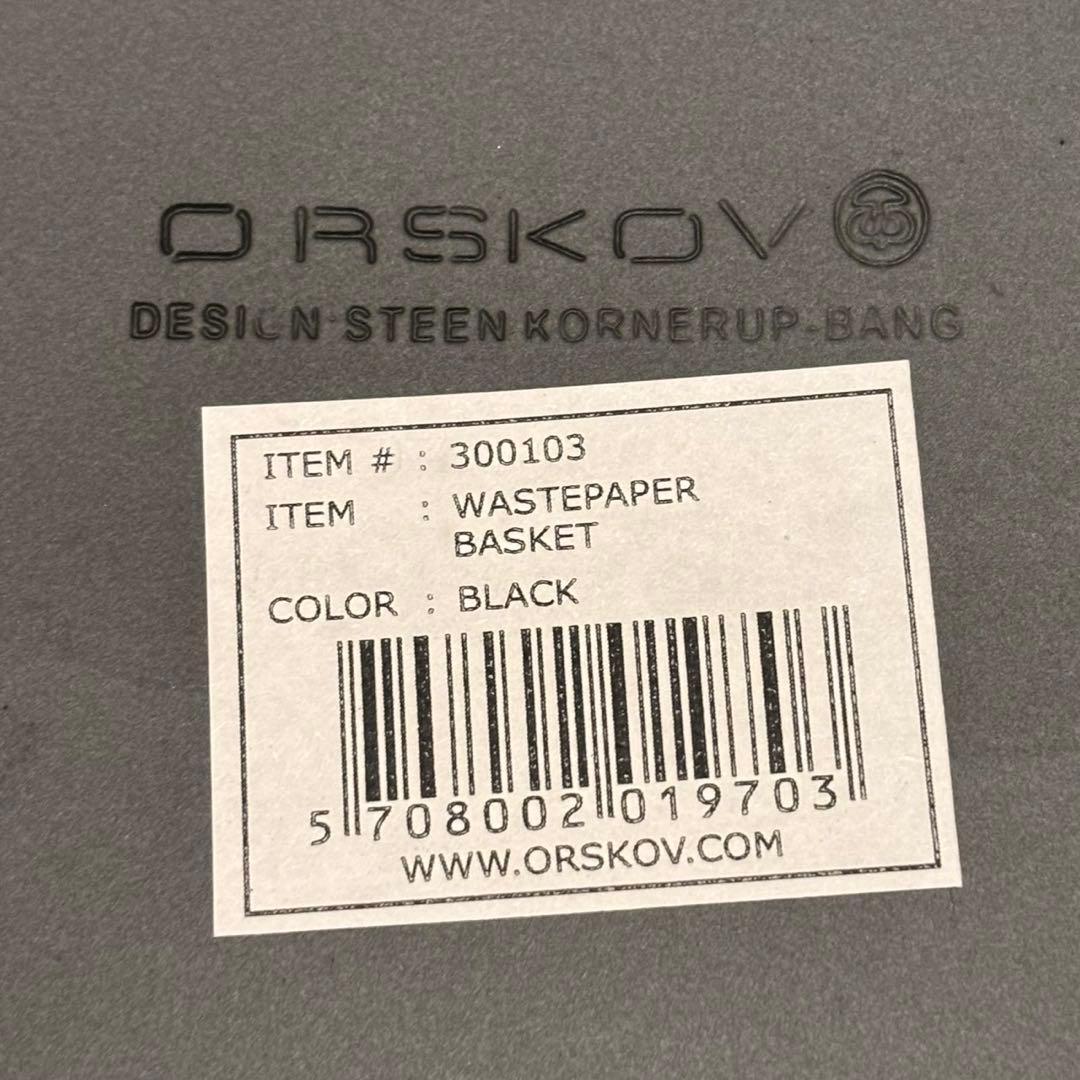 ORSKOV
DESIGN STEEN KORNERUP-BANG
ITEM # : 300103
ITEM : WASTEPAPER
BASKET
COLOR : BLACK
5 708002 019703
WWW.ORSKOV.COM